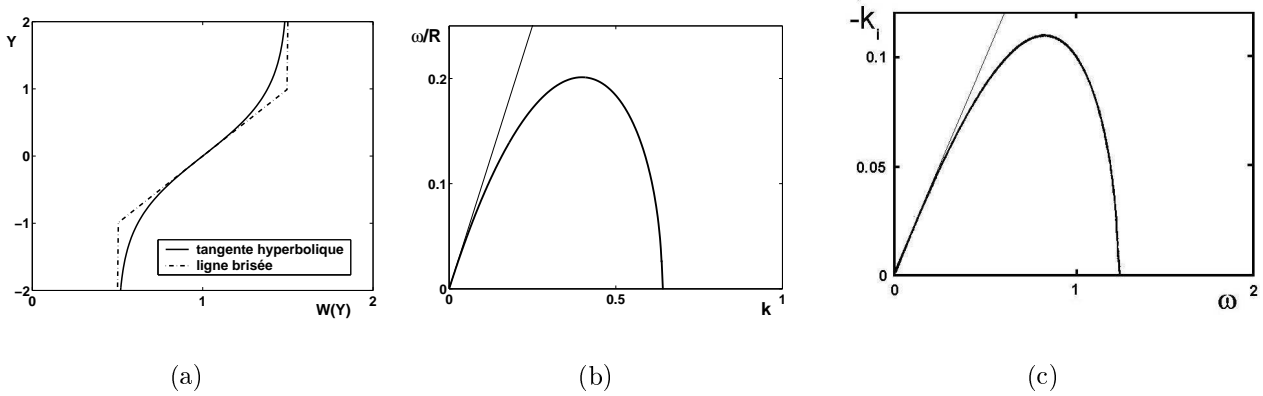 2
Y
1
0
−1
−2
0
1
2
W(Y)
tangente hyperbolique
ligne brisée
(a)
ω/R
0.2
0.1
0
0
0.5
1
k
(b)
-k_i
0.1
0.05
0
0
1
2
ω
(c)